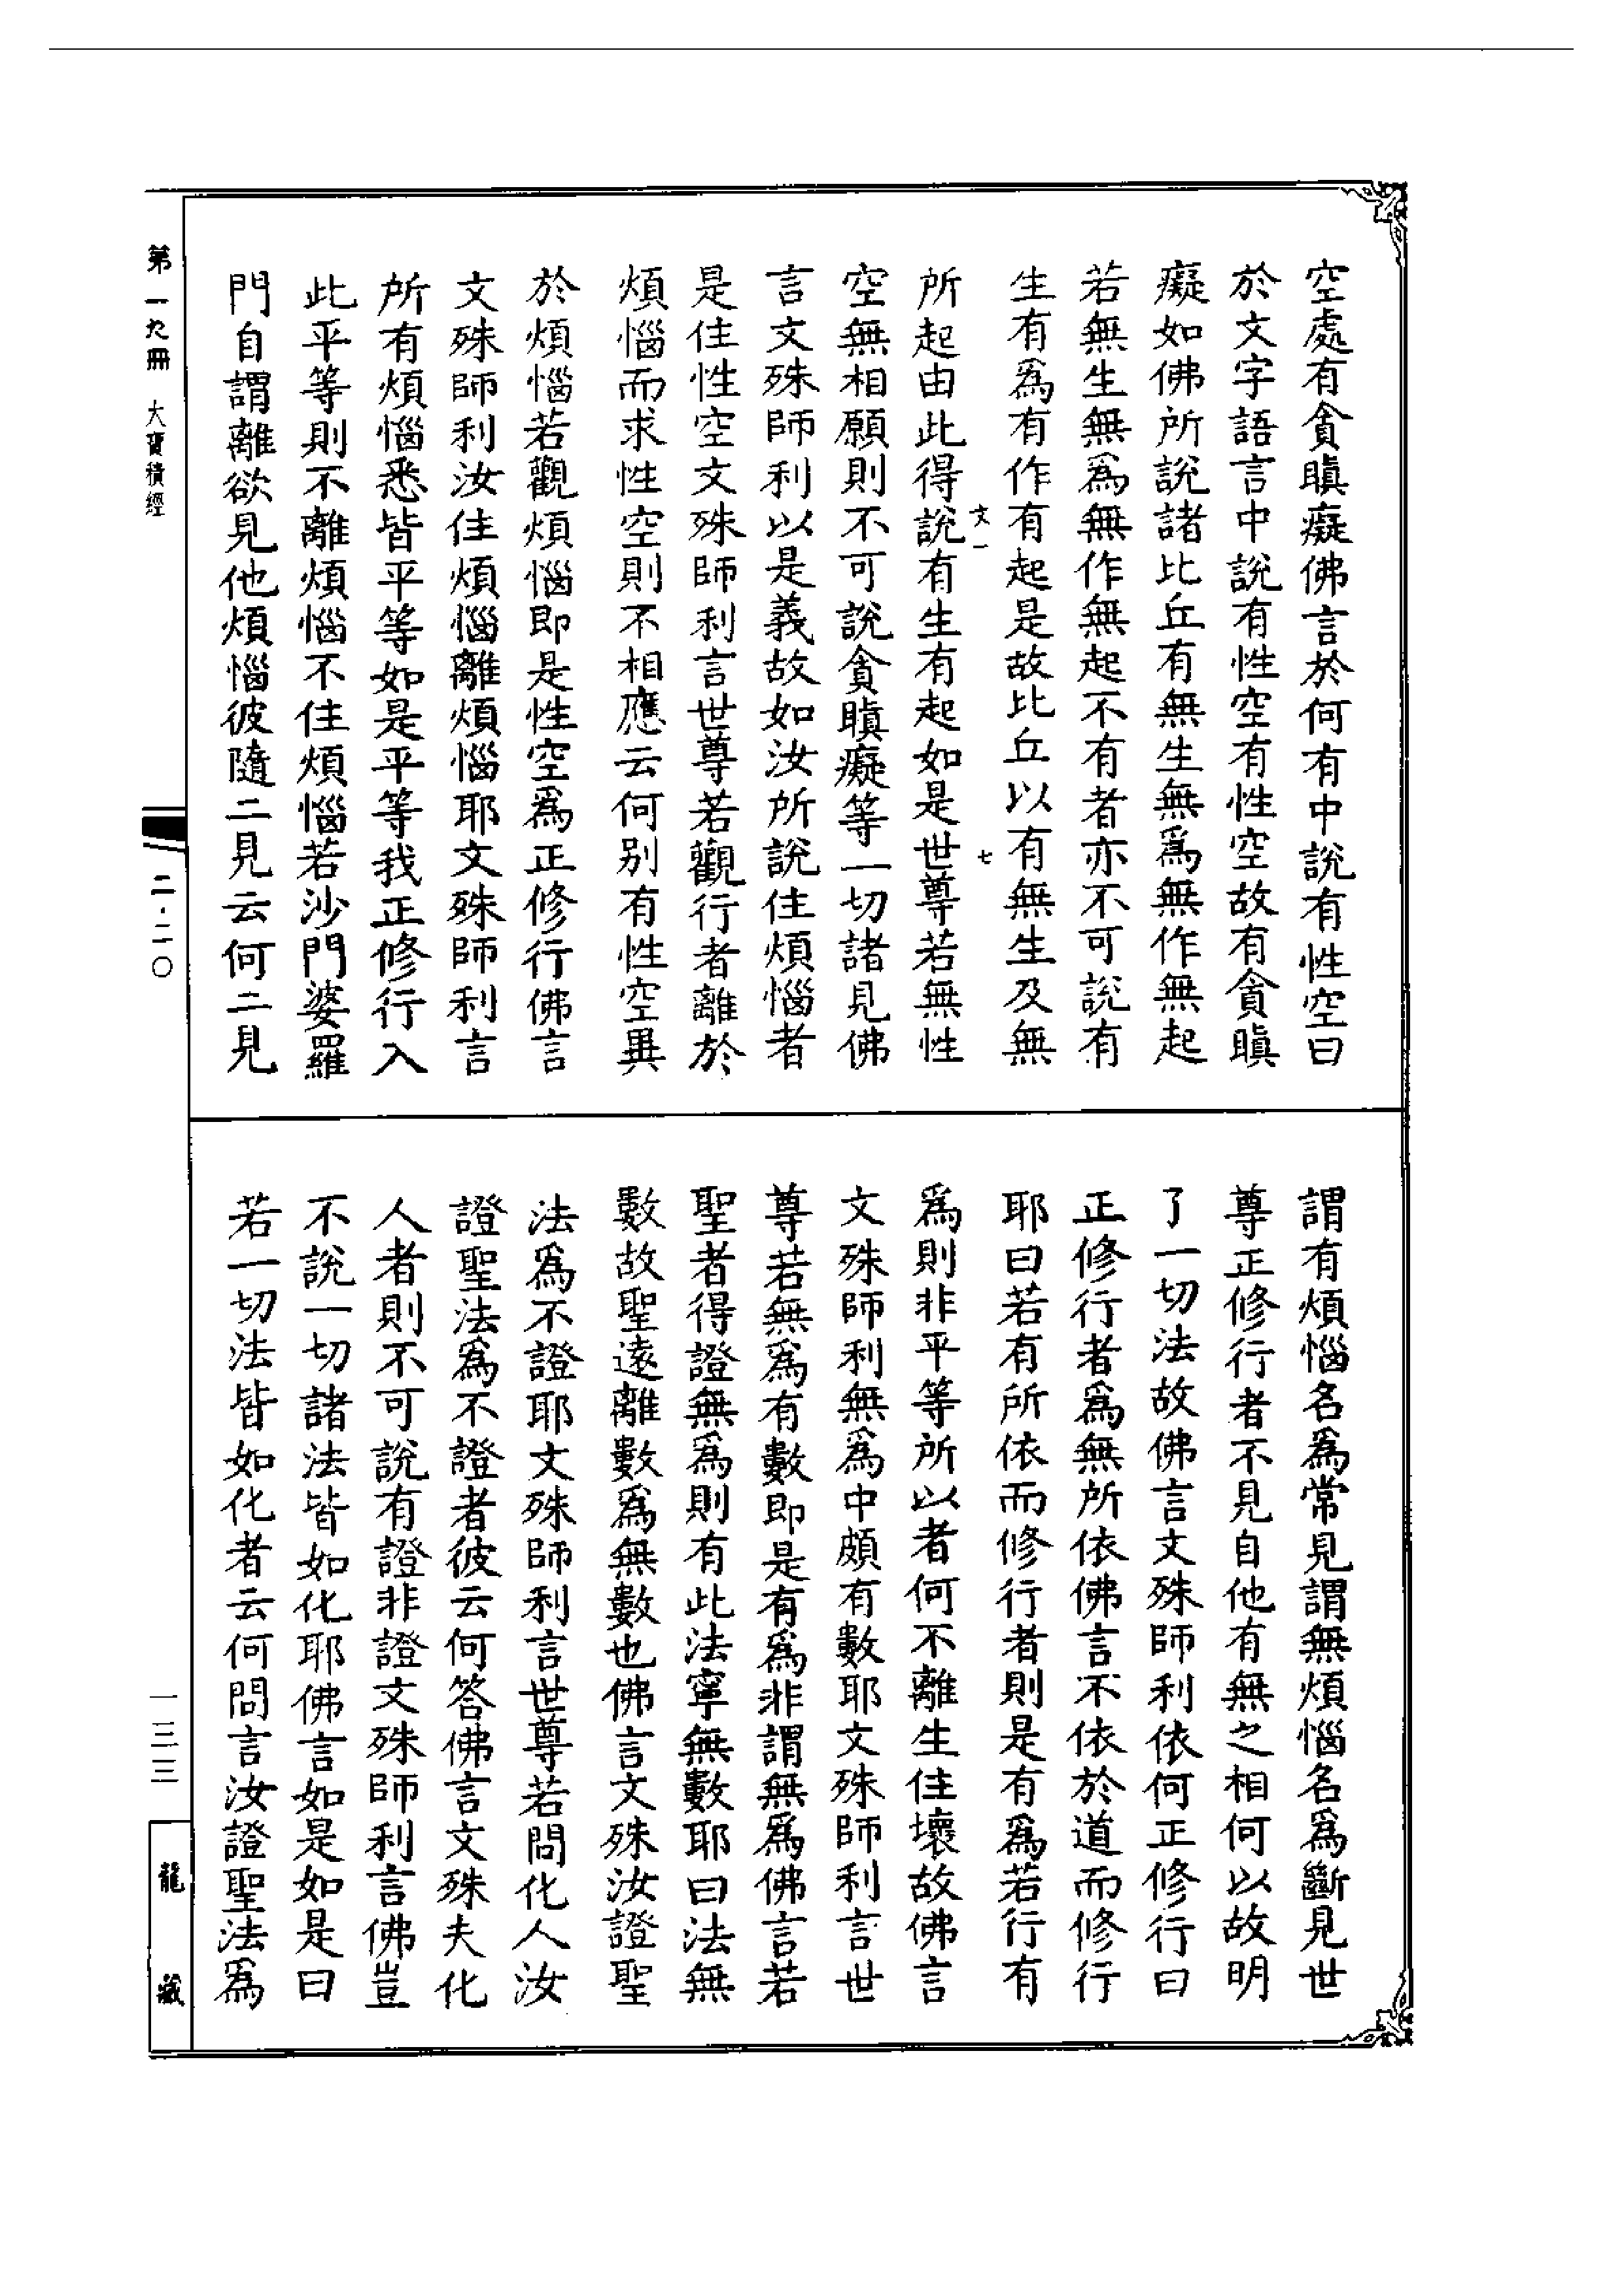 空處有貪瞋癡佛言於何有中說有性空曰
於文字語言中說有性空有性空故有貪瞋
癡如佛所說諸比丘有無生無爲無作無起
若無生無爲無作無起不有者亦不可說有
生有爲有作有起是故比丘以有無生及無
文一
七
所起由此得說有生有起如是世尊若無性
空無相願則不可說貪瞋癡等一切諸見佛
言文殊師利以是義故如汝所說住煩惱者
是住性空文殊師利言世尊若觀行者離於
煩惱而求性空則不相應云何別有性空異
於煩惱若觀煩惱即是性空爲正修行佛言
文殊師利汝住煩惱離煩惱耶文殊師利言
所有煩惱悉皆平等如是平等我正修行入
此平等則不離煩惱不住煩惱若沙門婆羅
門自謂離欲見他煩惱彼隨二見云何二見
謂有煩惱名爲常見謂無煩惱名爲斷見世
尊正修行者不見自他有無之相何以故明
了一切法故佛言文殊師利依何正修行曰
正修行者爲無所依佛言不依於道而修行
耶曰若有所依而修行者則是有爲若行有
爲則非平等所以者何不離生住壞故佛言
文殊師利無爲中頗有數耶文殊師利言世
尊若無爲有數即是有爲非謂無爲佛言若
聖者得證無爲則有此法寧無數耶曰法無
數故聖遠離數爲無數也佛言文殊汝證聖
法爲不證耶文殊師利言世尊若問化人汝
證聖法爲不證者彼云何答佛言文殊夫化
人者則不可說有證非證文殊師利言佛豈
不說一切諸法皆如化耶佛言如是如是曰
若一切法皆如化者云何問言汝證聖法爲
第一九冊 大寶積經
二·二〇
一三三
龍藏